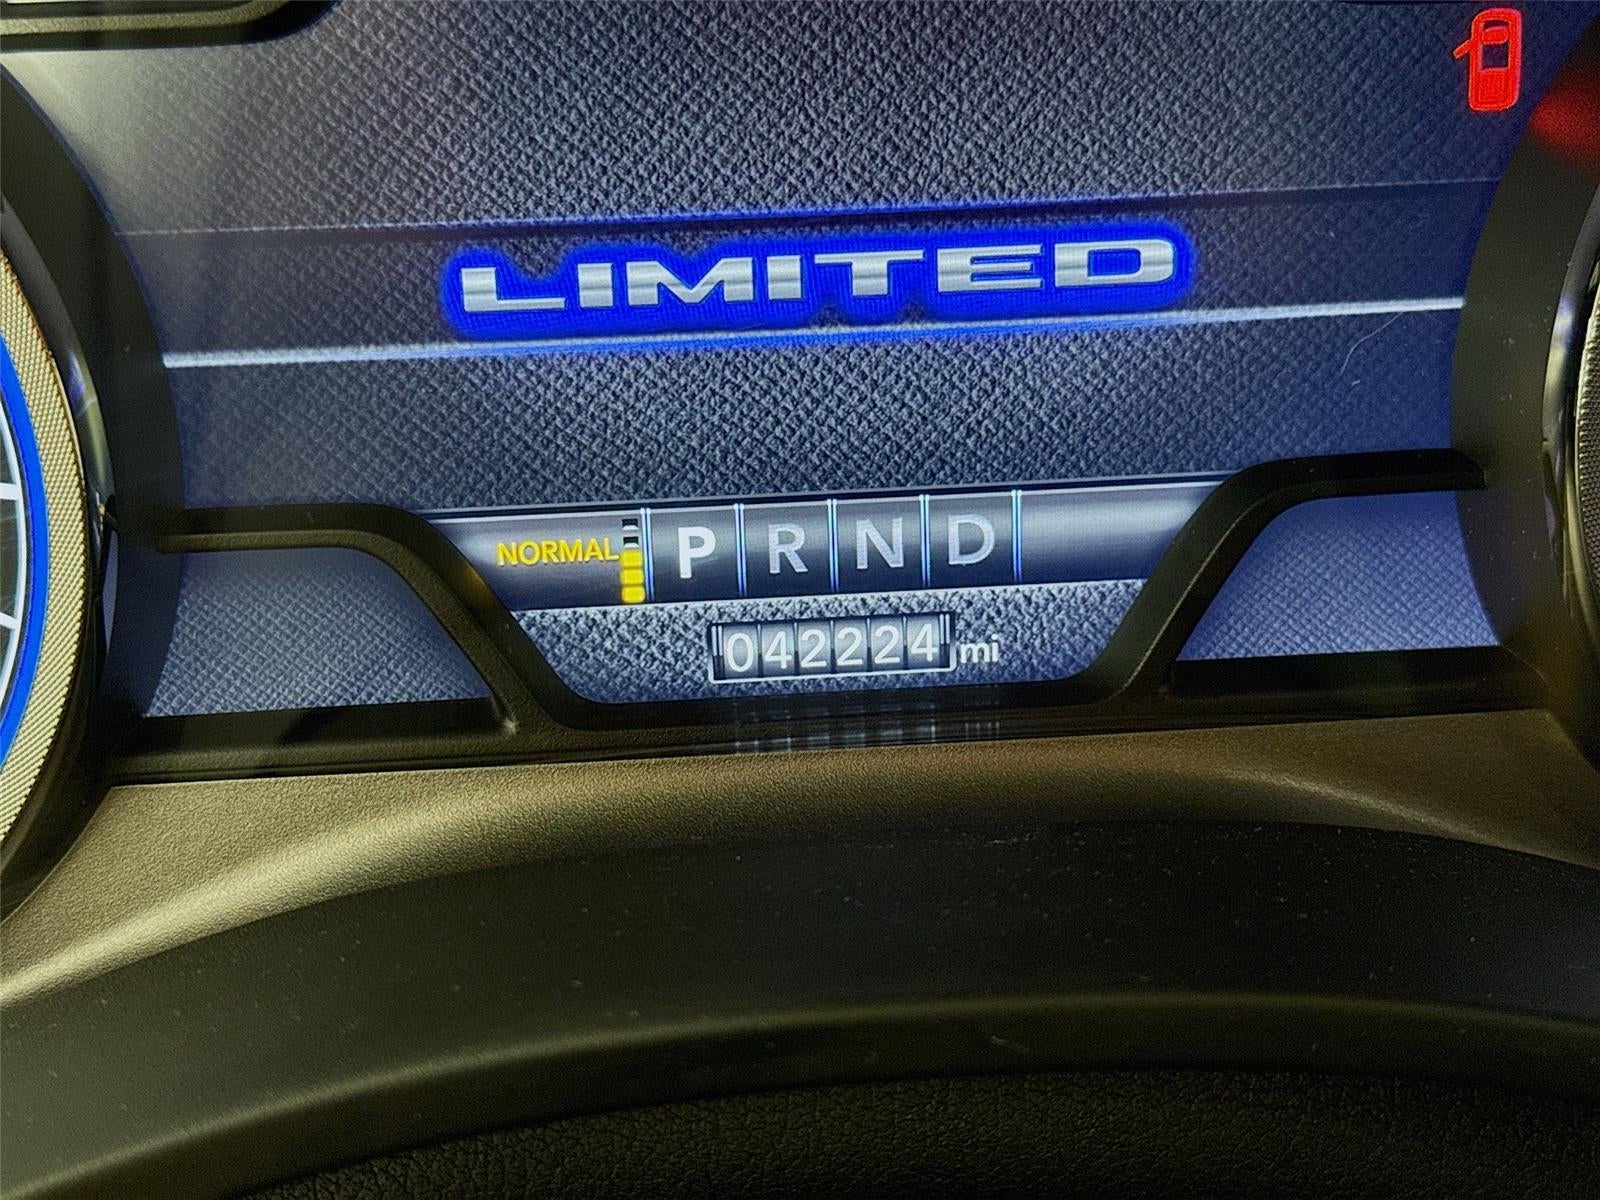 LIMITED
NORMAL P R N D
042224 mi